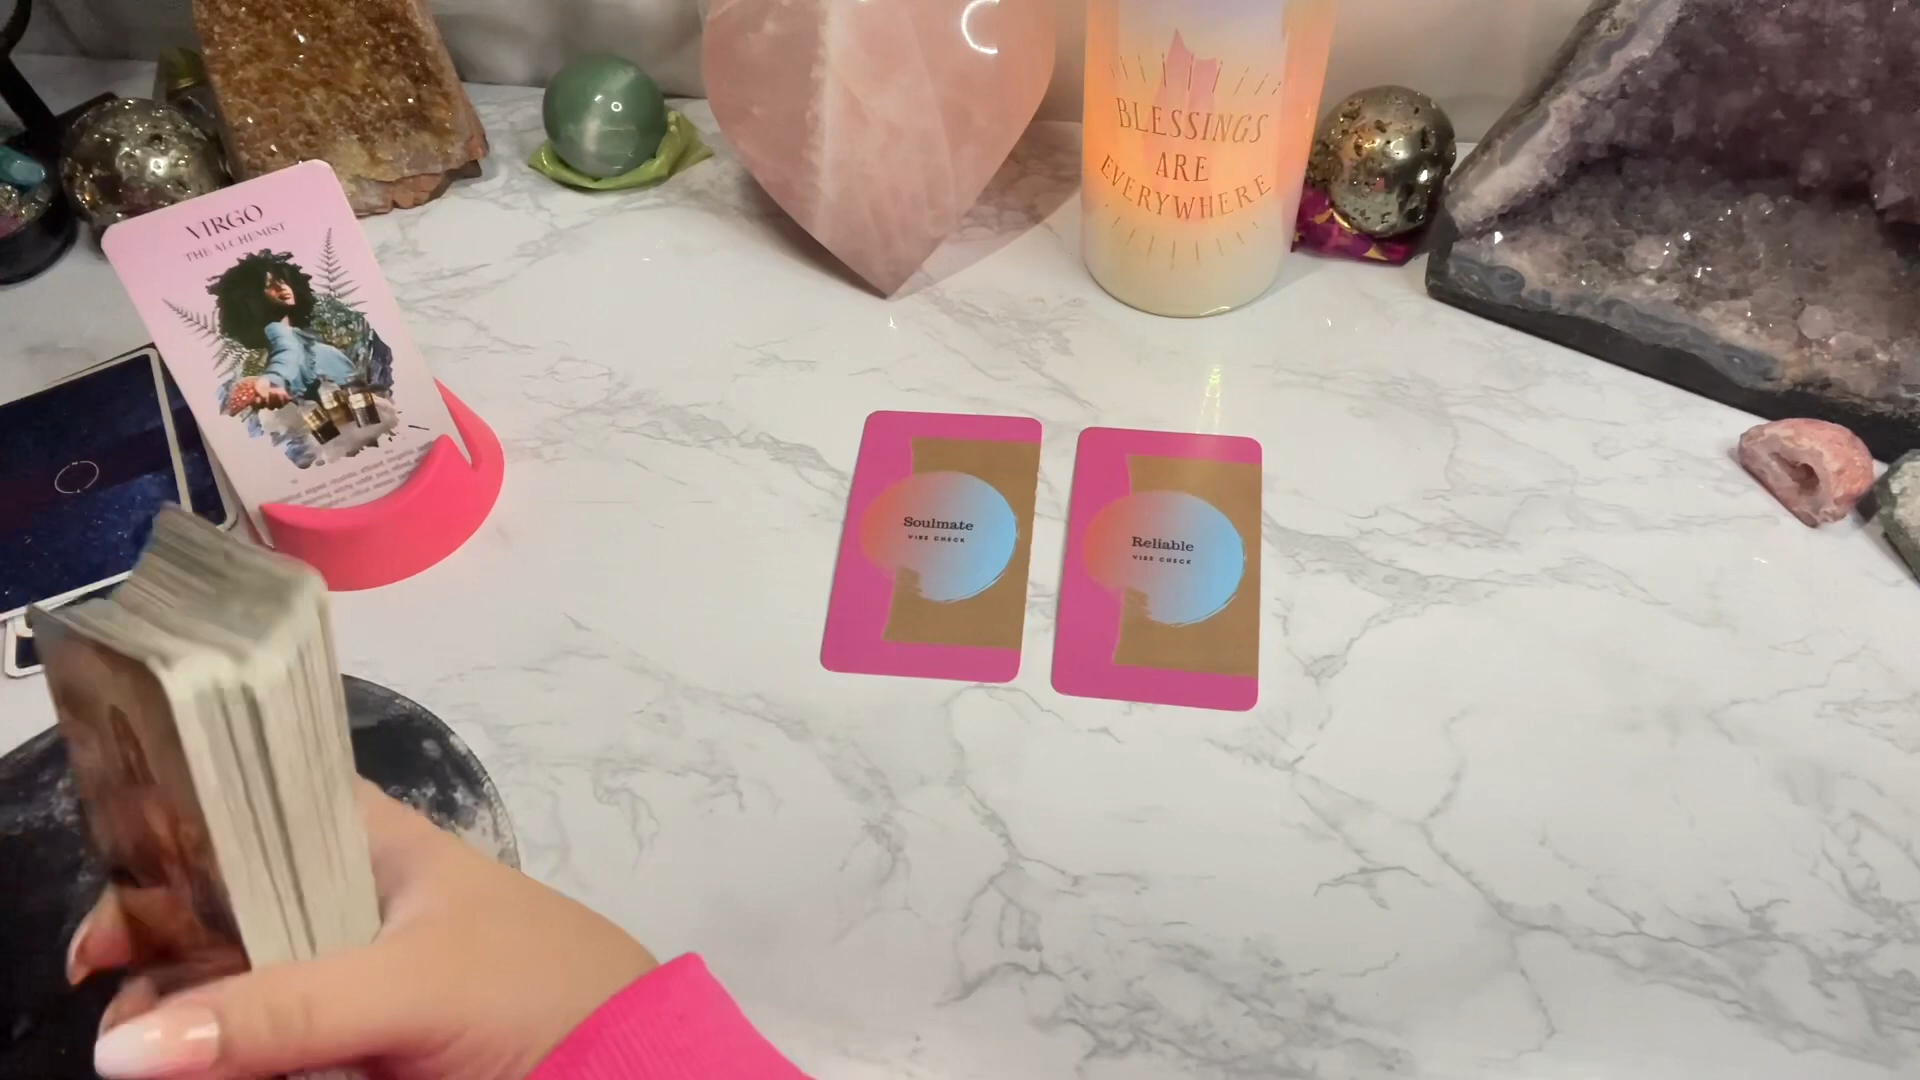 BLESSINGS
ARE
EVERYWHERE
VIRGO
THE ALCHEMIST
Soulmate
VIBE CHECK
Reliable
VIBE CHECK